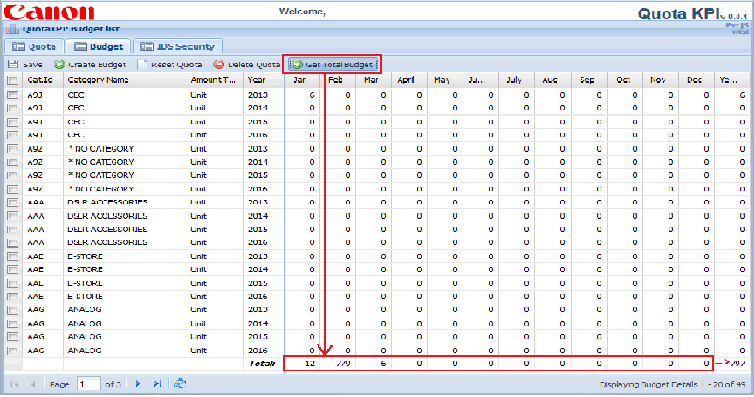 Canon Welcome, Quota KPI v 0.0.4
QuotaKPI: Budget list
Quota Budget IDS Security
Save Create Budget Reset Quota Delete Quota Get Total Budget
Cat.Id Category Name Amount T... Year Jan Feb Mar April May Ju... July Aug Sep Oct Nov Dec Ye...
A9J CEC Unit 2013 6 0 0 0 0 0 0 0 0 0 0 0 6
A9J CEC Unit 2014 0 0 0 0 0 0 0 0 0 0 0 0 0
A9J CEC Unit 2015 0 0 0 0 0 0 0 0 0 0 0 0 0
A9J CEC Unit 2016 0 0 0 0 0 0 0 0 0 0 0 0 0
A9Z * NO CATEGORY Unit 2013 0 0 0 0 0 0 0 0 0 0 0 0 0
A9Z * NO CATEGORY Unit 2014 0 0 0 0 0 0 0 0 0 0 0 0 0
A9Z * NO CATEGORY Unit 2015 0 0 0 0 0 0 0 0 0 0 0 0 0
A9Z * NO CATEGORY Unit 2016 0 0 0 0 0 0 0 0 0 0 0 0 0
AAA DSLR ACCESSORIES Unit 2013 0 0 0 0 0 0 0 0 0 0 0 0 0
AAA DSLR ACCESSORIES Unit 2014 0 0 0 0 0 0 0 0 0 0 0 0 0
AAA DSLR ACCESSORIES Unit 2015 0 0 0 0 0 0 0 0 0 0 0 0 0
AAA DSLR ACCESSORIES Unit 2016 0 0 0 0 0 0 0 0 0 0 0 0 0
AAE E-STORE Unit 2013 0 0 0 0 0 0 0 0 0 0 0 0 0
AAE E-STORE Unit 2014 0 0 0 0 0 0 0 0 0 0 0 0 0
AAE E-STORE Unit 2015 0 0 0 0 0 0 0 0 0 0 0 0 0
AAE E-STORE Unit 2016 0 0 0 0 0 0 0 0 0 0 0 0 0
AAG ANALOG Unit 2013 0 0 0 0 0 0 0 0 0 0 0 0 0
AAG ANALOG Unit 2014 0 0 0 0 0 0 0 0 0 0 0 0 0
AAG ANALOG Unit 2015 0 0 0 0 0 0 0 0 0 0 0 0 0
AAG ANALOG Unit 2016 0 0 0 0 0 0 0 0 0 0 0 0 0
Total: 12 779 6 0 0 0 0 0 0 0 0 0 797
Page 1 of 3 Displaying Budget Details 1 - 20 of 49